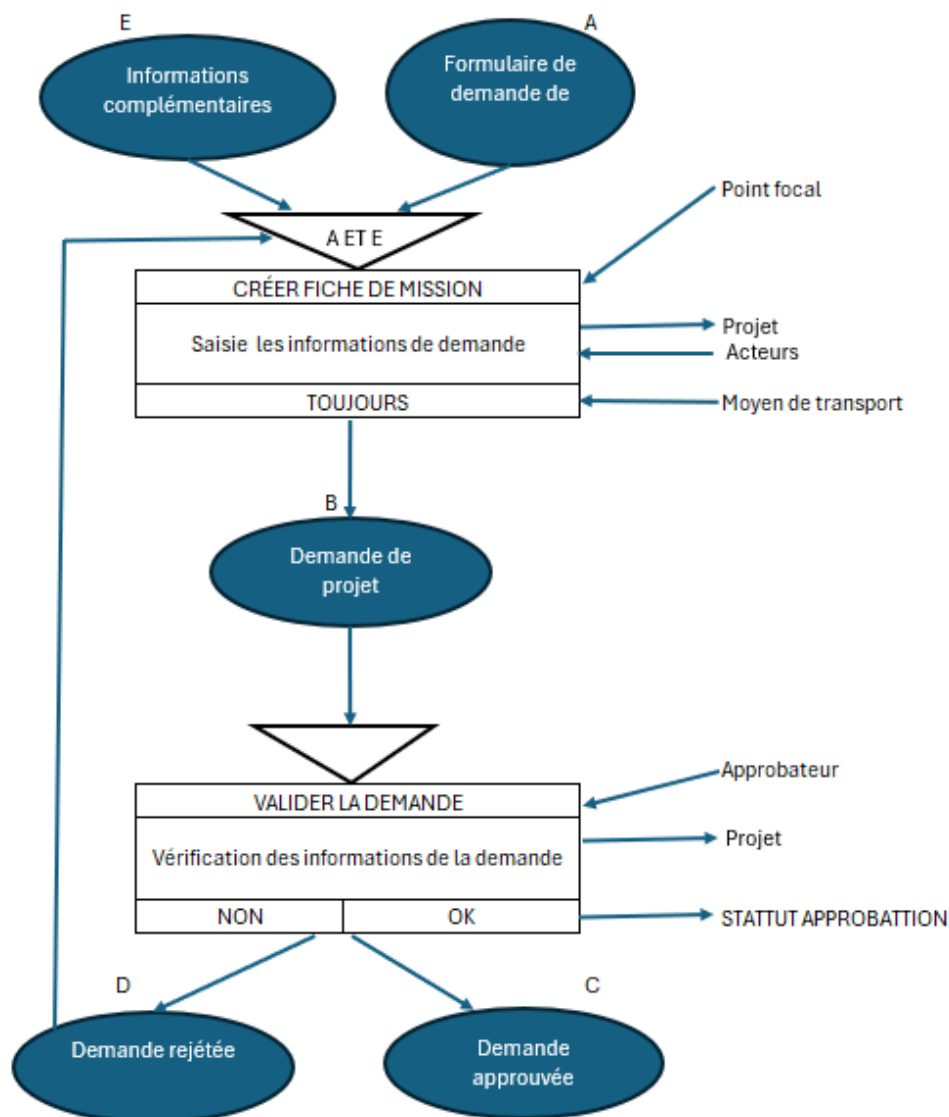 E
A
Informations
complémentaires
Formulaire de
demande de
Point focal
A ET E
CRÉER FICHE DE MISSION
Saisie les informations de demande
Projet
Acteurs
TOUJOURS
Moyen de transport
B
Demande de
projet
Approbateur
VALIDER LA DEMANDE
Vérification des informations de la demande
Projet
NON
OK
STATTUT APPROBATTION
D
C
Demande rejétée
Demande
approuvée